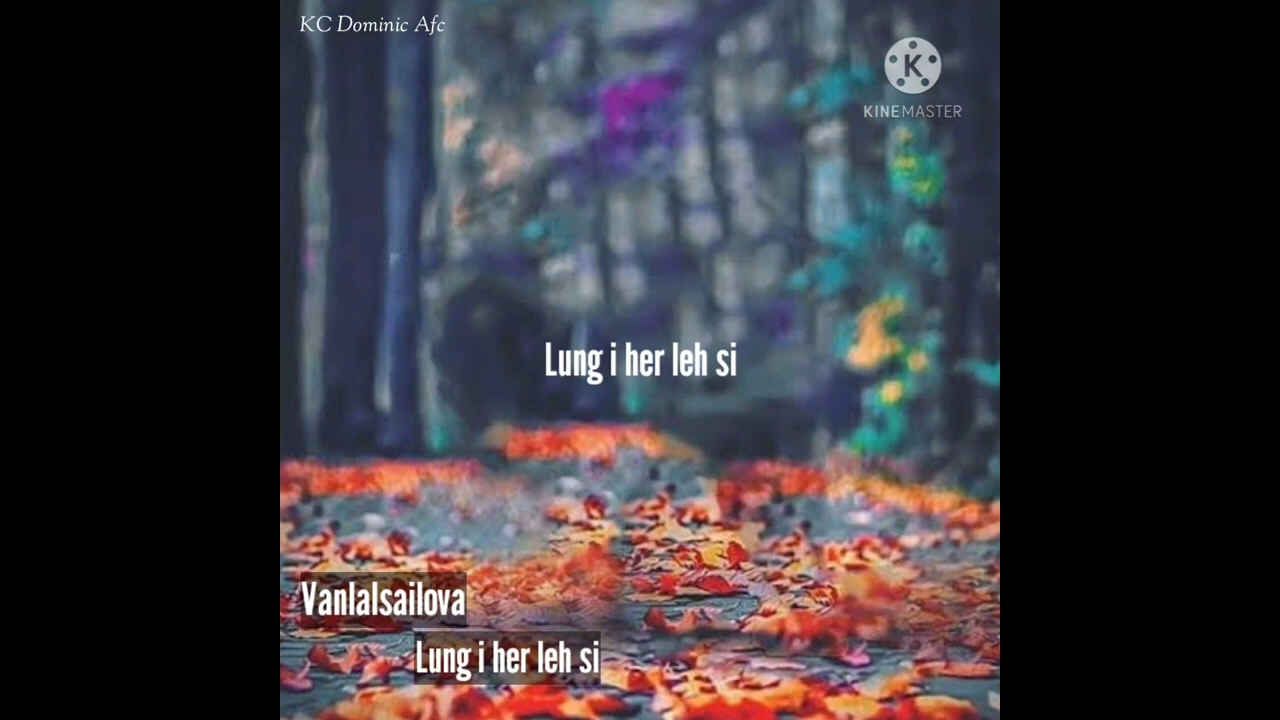 KC Dominic Afc
K
KINEMASTER
Lung i her leh si
Vanlalsailova
Lung i her leh si